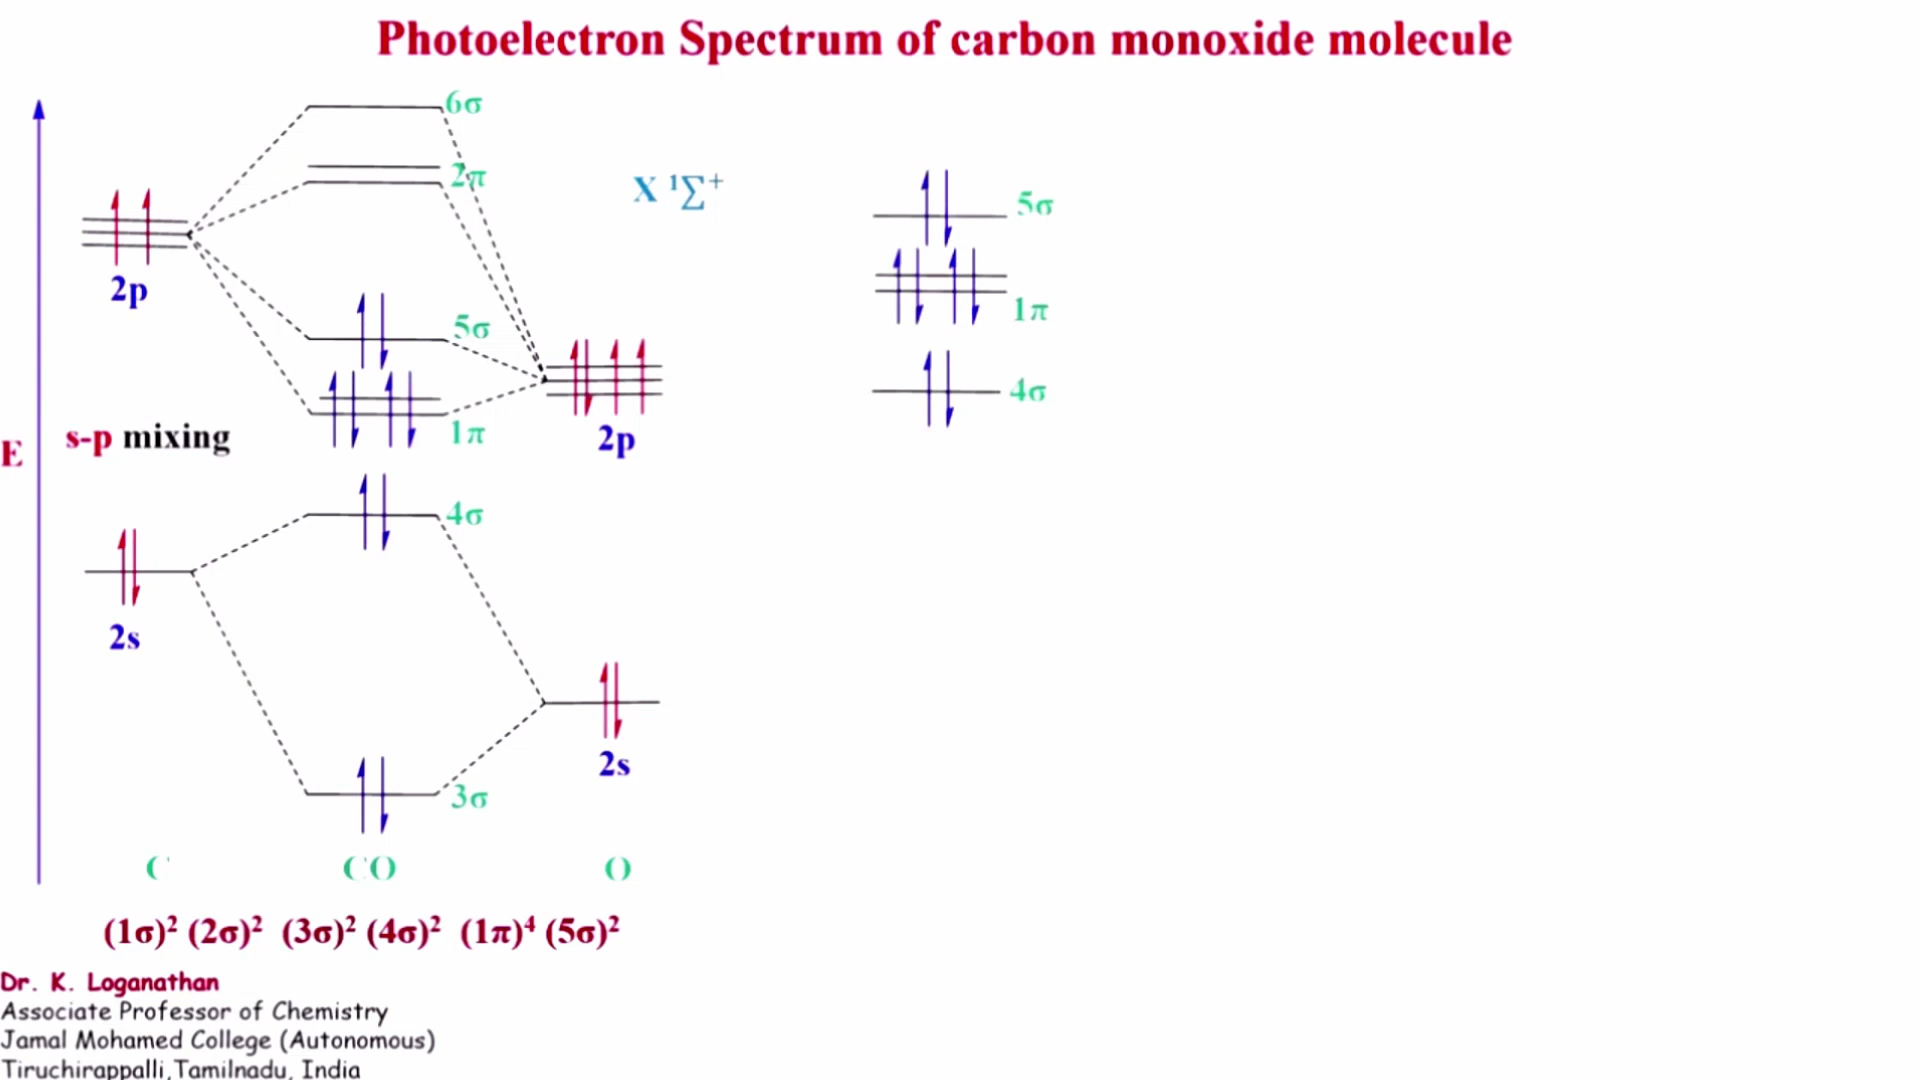 Photoelectron Spectrum of carbon monoxide molecule
6σ
2π
X ¹∑⁺
5σ
2p
1π
5σ
4σ
2p
1π
s-p mixing
E
4σ
2s
2s
3σ
C
CO
O
(1σ)² (2σ)² (3σ)² (4σ)² (1π)⁴ (5σ)²
Dr. K. Loganathan
Associate Professor of Chemistry
Jamal Mohamed College (Autonomous)
Tiruchirappalli,Tamilnadu, India